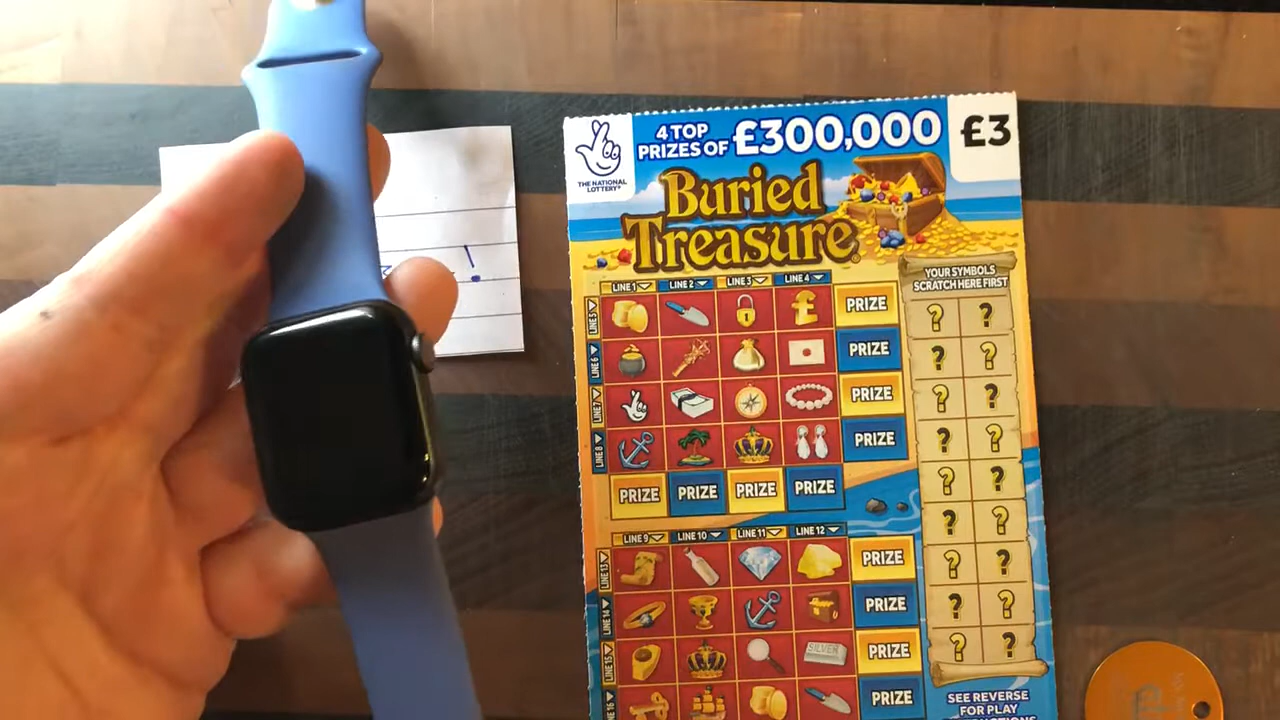 4 TOP
PRIZES OF £300,000
£3
THE NATIONAL
LOTTERY®
Buried
Treasure®
YOUR SYMBOLS
SCRATCH HERE FIRST
LINE 1 LINE 2 LINE 3 LINE 4
LINE 5
PRIZE
? ?
LINE 6
PRIZE
? ?
LINE 7
PRIZE
? ?
LINE 8
PRIZE
? ?
PRIZE PRIZE PRIZE PRIZE
? ?
? ?
LINE 9 LINE 10 LINE 11 LINE 12
LINE 13
PRIZE
? ?
LINE 14
PRIZE
? ?
LINE 15
SILVER
PRIZE
? ?
LINE 16
PRIZE
SEE REVERSE
FOR PLAY